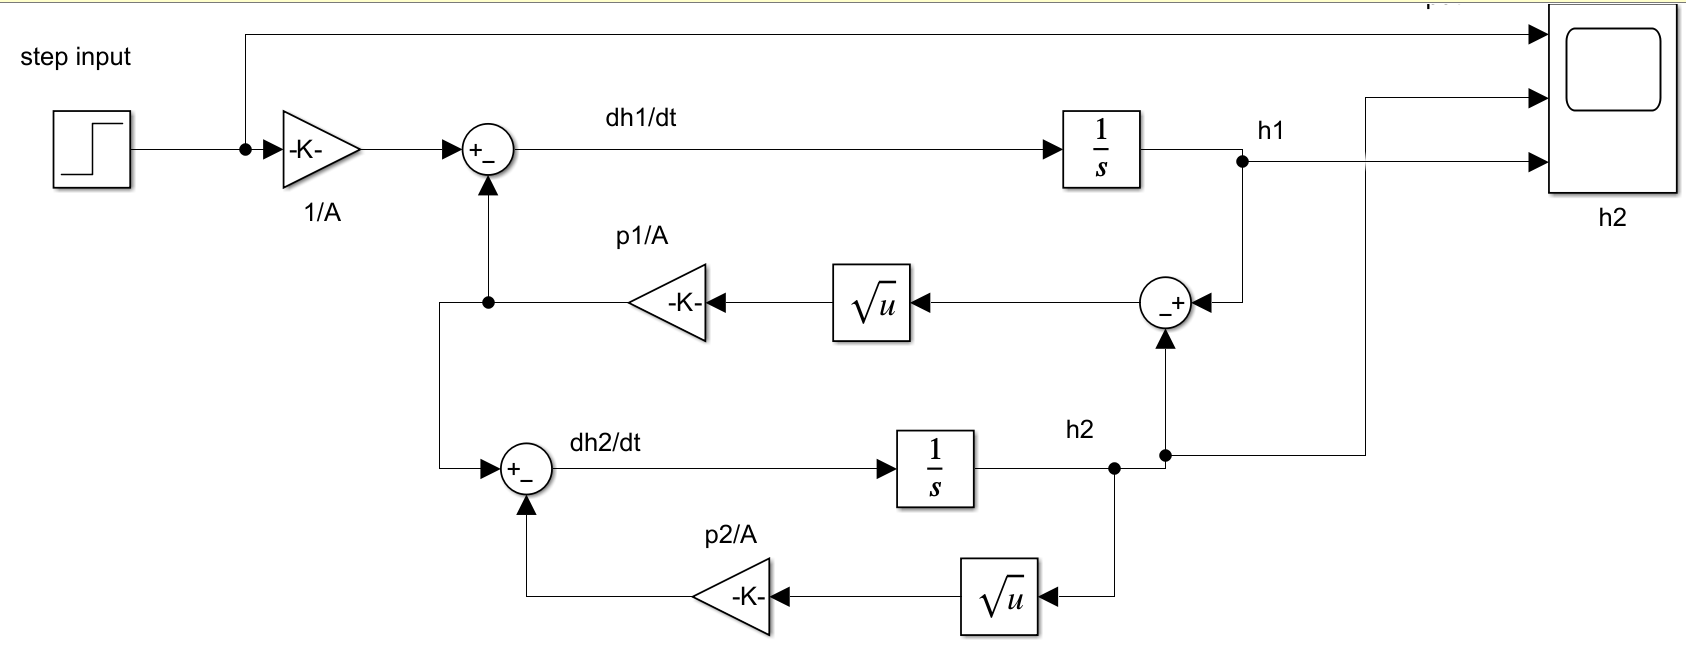 step input
dh1/dt
h1
-K-
+
−
1
s
1/A
h2
p1/A
-K-
√u
−
+
dh2/dt
h2
+
−
1
s
p2/A
-K-
√u